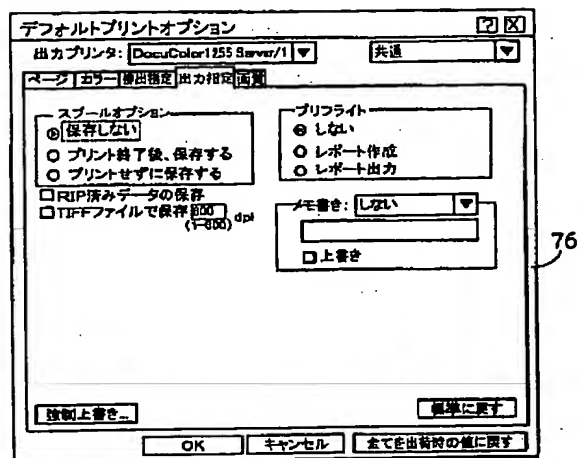 デフォルトプリントオプション
出力プリンタ: DocuColor1255 Server/1 共通
ページ カラー 排出指定 出力指定 画質
スプールオプション
保存しない
プリント終了後、保存する
プリントせずに保存する
RIP済みデータの保存
TIFFファイルで保存 600 dpi
(1-600)
プリフライト
しない
レポート作成
レポート出力
メモ書き: しない
上書き
76
強制上書き...
標準に戻す
OK キャンセル 全てを出荷時の値に戻す